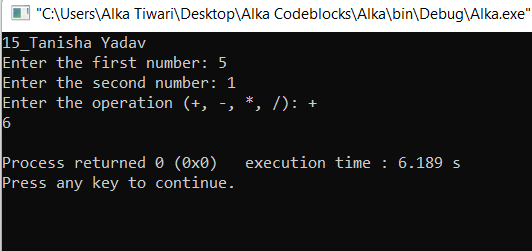 "C:\Users\Alka Tiwari\Desktop\Alka Codeblocks\Alka\bin\Debug\Alka.exe"
15_Tanisha Yadav
Enter the first number: 5
Enter the second number: 1
Enter the operation (+, -, *, /): +
6
Process returned 0 (0x0)   execution time : 6.189 s
Press any key to continue.